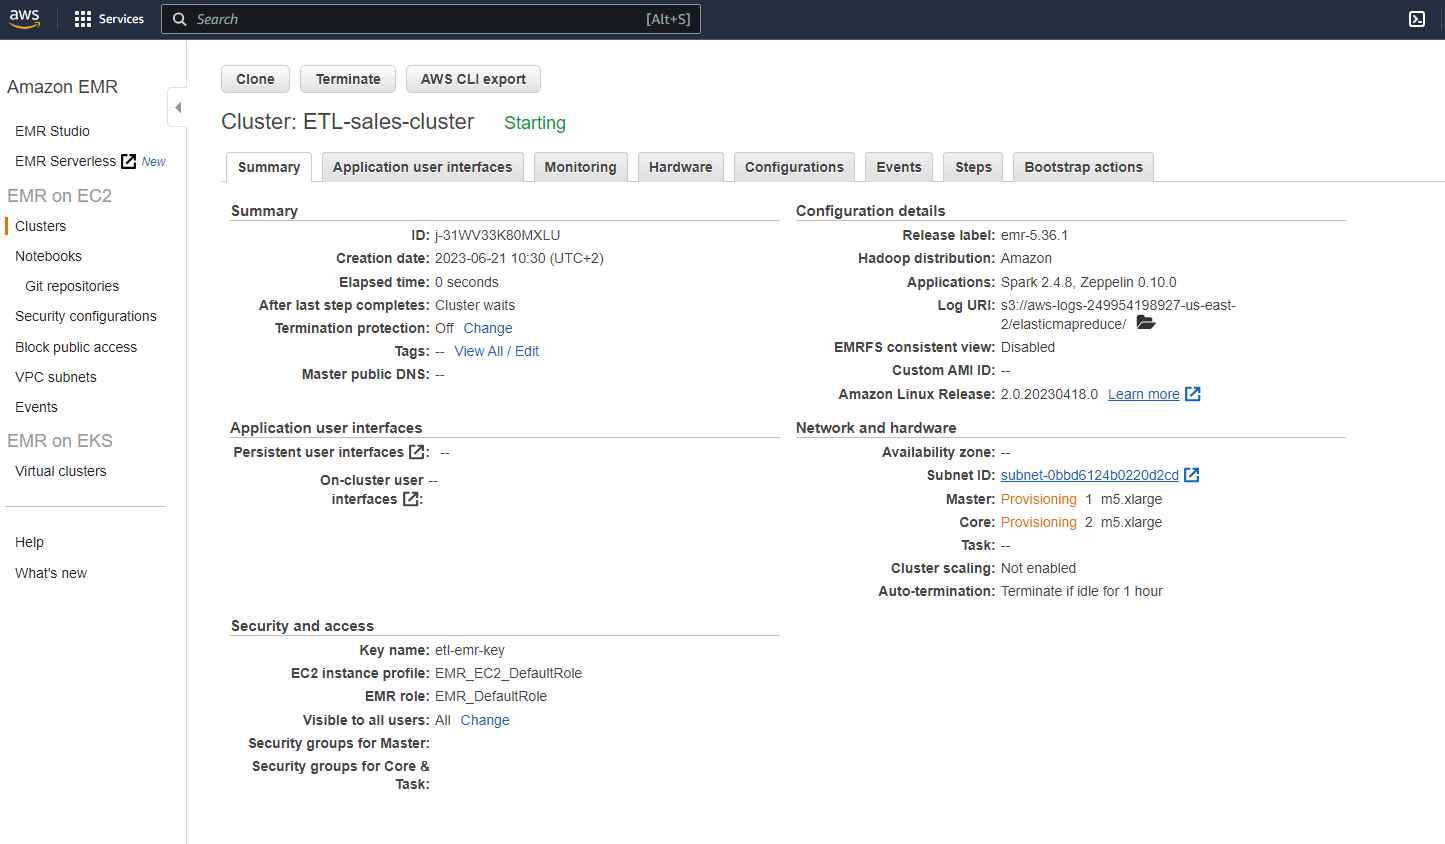 aws Services Search [Alt+S]
Amazon EMR
EMR Studio
EMR Serverless New
EMR on EC2
Clusters
Notebooks
Git repositories
Security configurations
Block public access
VPC subnets
Events
EMR on EKS
Virtual clusters
Help
What's new
Clone Terminate AWS CLI export
Cluster: ETL-sales-cluster Starting
Summary Application user interfaces Monitoring Hardware Configurations Events Steps Bootstrap actions
Summary
ID: j-31WV33K80MXLU
Creation date: 2023-06-21 10:30 (UTC+2)
Elapsed time: 0 seconds
After last step completes: Cluster waits
Termination protection: Off Change
Tags: -- View All / Edit
Master public DNS: --
Configuration details
Release label: emr-5.36.1
Hadoop distribution: Amazon
Applications: Spark 2.4.8, Zeppelin 0.10.0
Log URI: s3://aws-logs-249954198927-us-east-
2/elasticmapreduce/
EMRFS consistent view: Disabled
Custom AMI ID: --
Amazon Linux Release: 2.0.20230418.0 Learn more
Application user interfaces
Persistent user interfaces : --
On-cluster user --
interfaces :
Network and hardware
Availability zone: --
Subnet ID: subnet-0bbd6124b0220d2cd
Master: Provisioning 1 m5.xlarge
Core: Provisioning 2 m5.xlarge
Task: --
Cluster scaling: Not enabled
Auto-termination: Terminate if idle for 1 hour
Security and access
Key name: etl-emr-key
EC2 instance profile: EMR_EC2_DefaultRole
EMR role: EMR_DefaultRole
Visible to all users: All Change
Security groups for Master:
Security groups for Core &
Task: